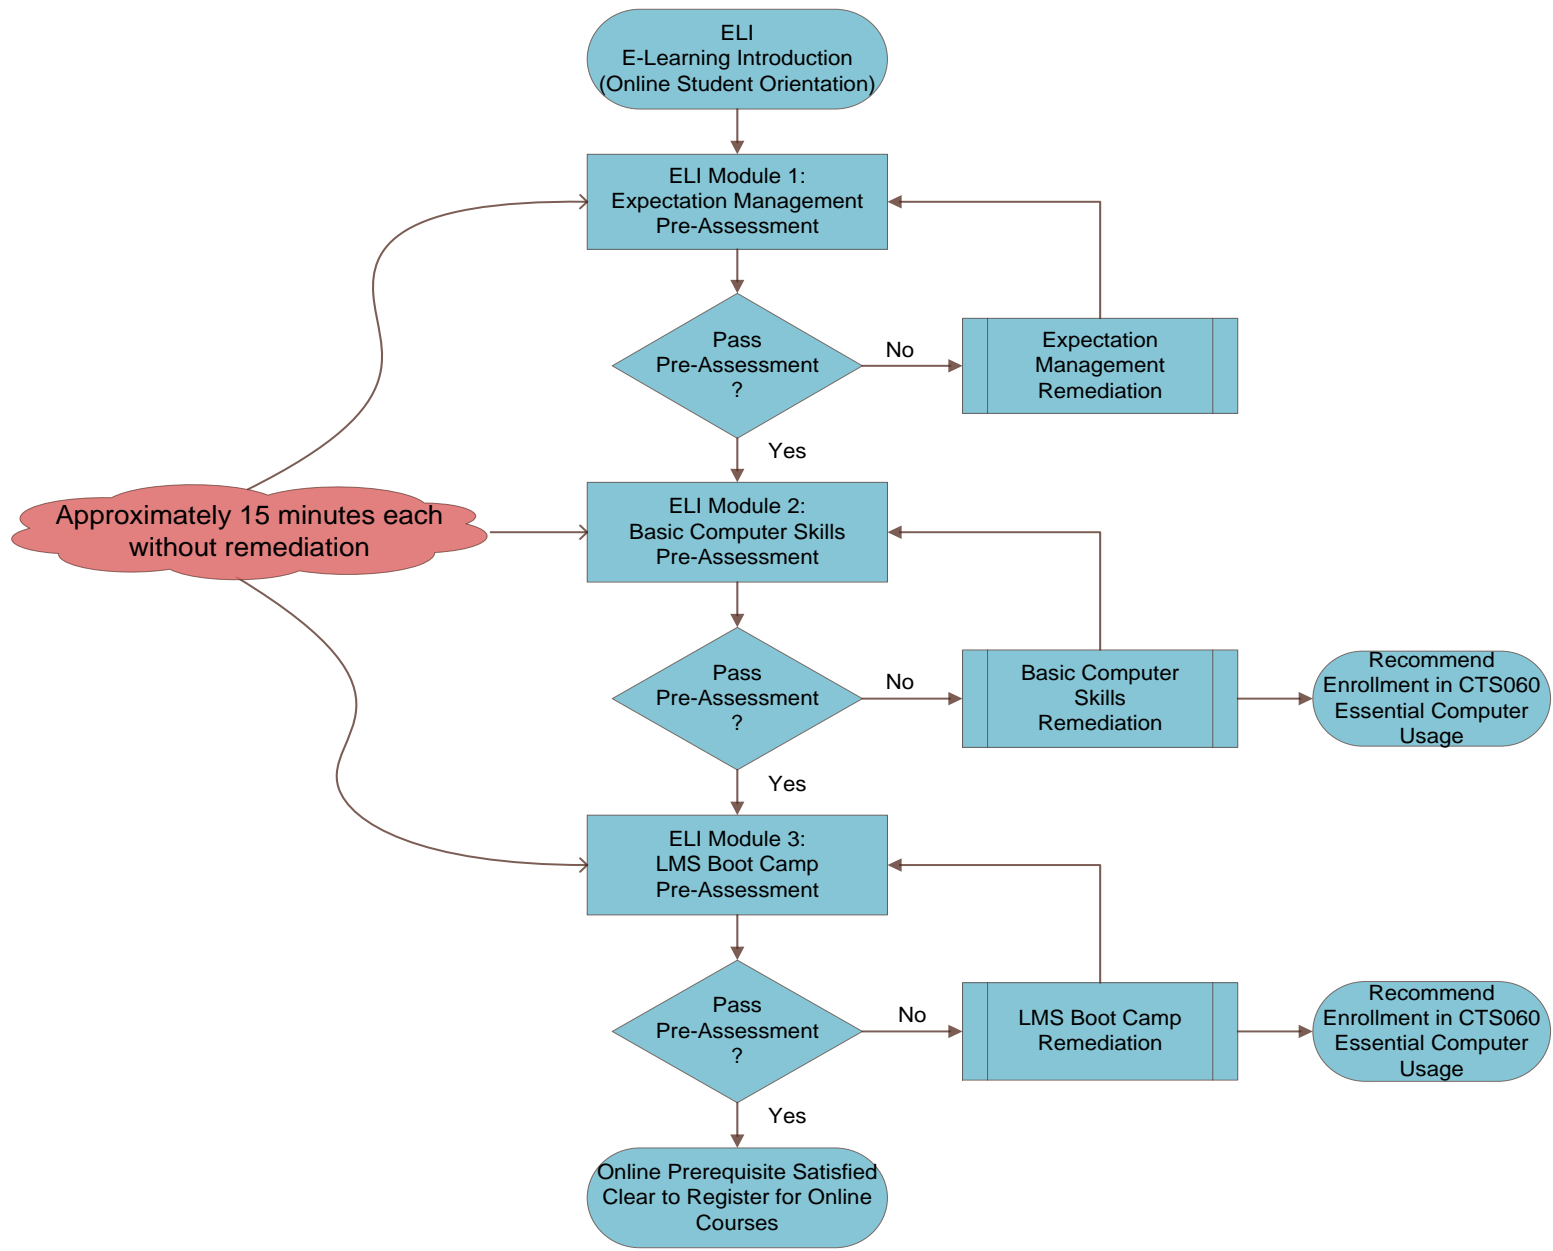 ELI
E-Learning Introduction
(Online Student Orientation)
ELI Module 1:
Expectation Management
Pre-Assessment
Pass
Pre-Assessment
?
No
Expectation
Management
Remediation
Yes
Approximately 15 minutes each
without remediation
ELI Module 2:
Basic Computer Skills
Pre-Assessment
Pass
Pre-Assessment
?
No
Basic Computer
Skills
Remediation
Recommend
Enrollment in CTS060
Essential Computer
Usage
Yes
ELI Module 3:
LMS Boot Camp
Pre-Assessment
Pass
Pre-Assessment
?
No
LMS Boot Camp
Remediation
Recommend
Enrollment in CTS060
Essential Computer
Usage
Yes
Online Prerequisite Satisfied
Clear to Register for Online
Courses